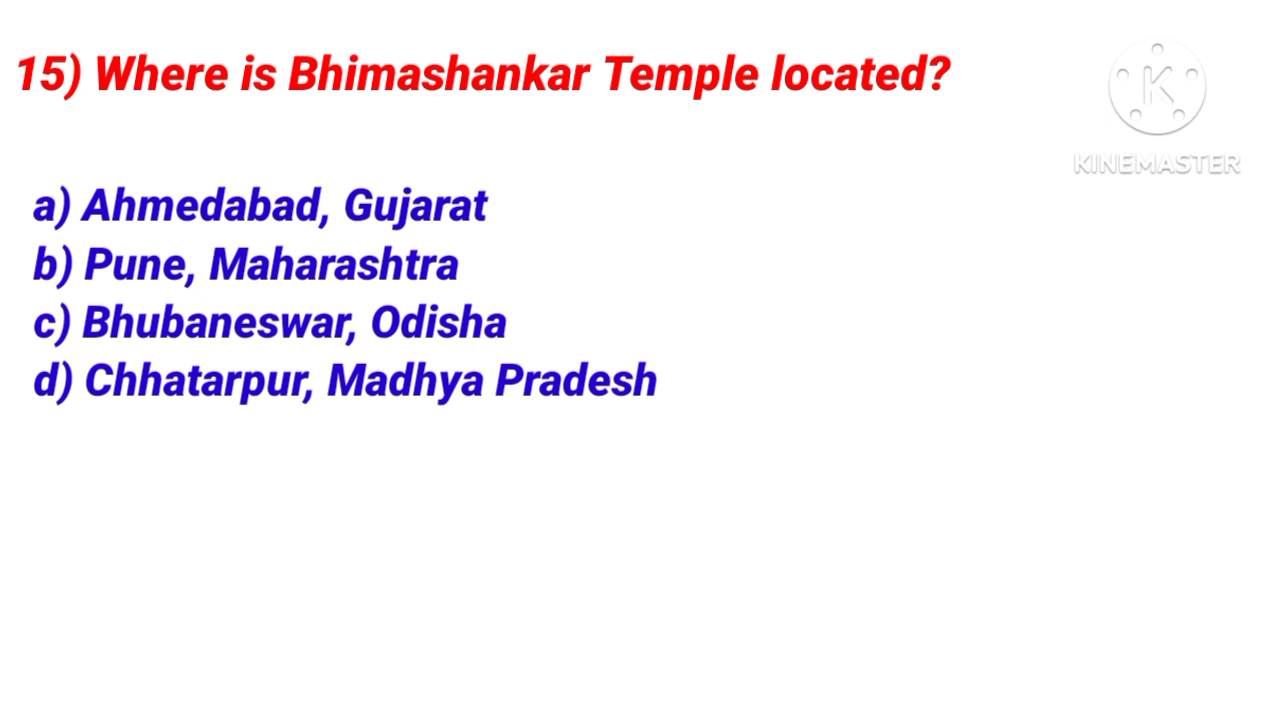 15) Where is Bhimashankar Temple located?
K
KINEMASTER
a) Ahmedabad, Gujarat
b) Pune, Maharashtra
c) Bhubaneswar, Odisha
d) Chhatarpur, Madhya Pradesh